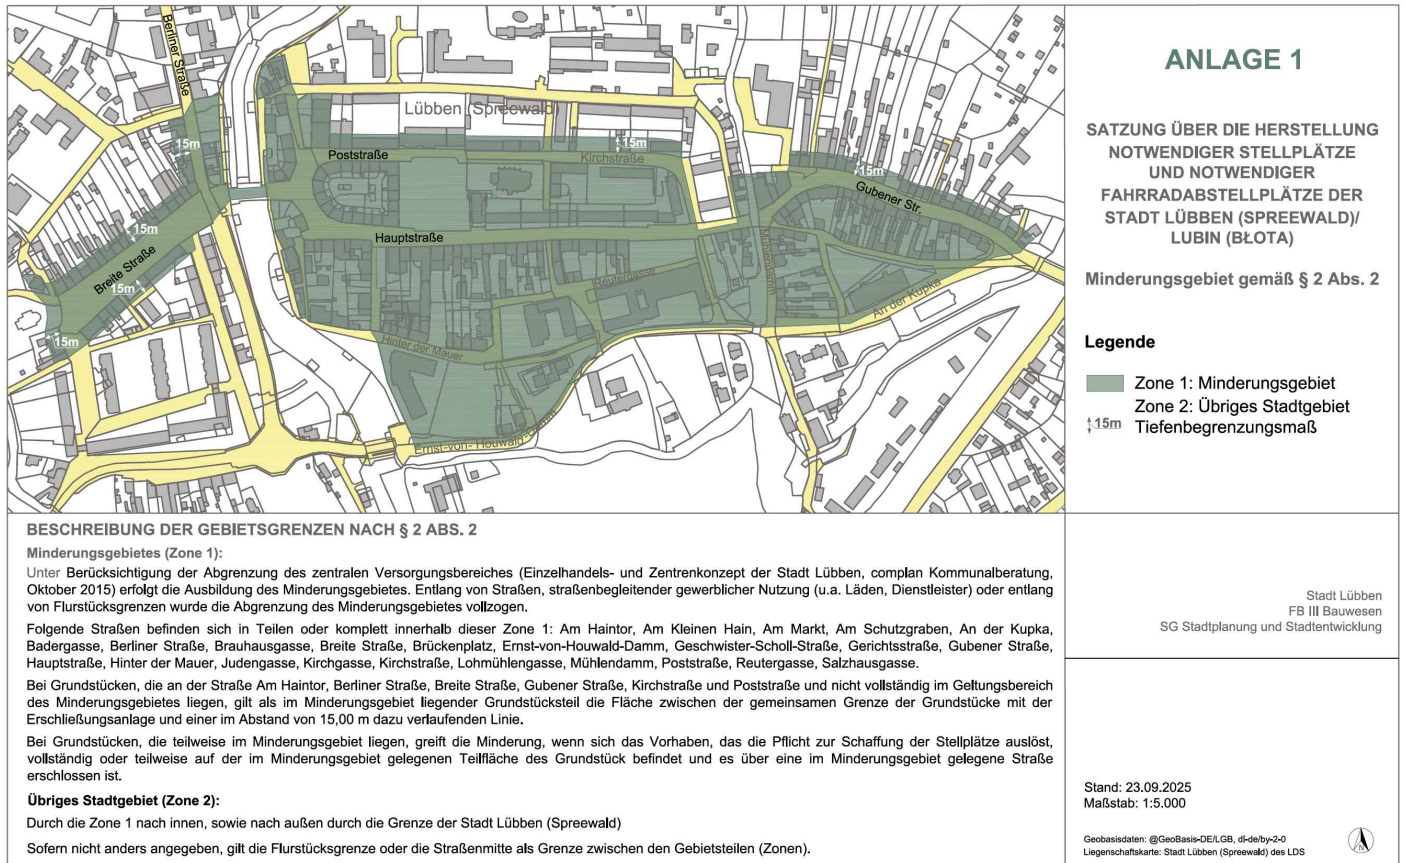 Berliner Straße
Lübben (Spreewald)
15m
15m
Poststraße
Kirchstraße
15m
Gubener Str.
15m
Breite Straße
15m
Hauptstraße
Mühlendamm
Reutergasse
An der Kupka
15m
Hinter der Mauer
Ernst-von-Houwald-Damm
ANLAGE 1
SATZUNG ÜBER DIE HERSTELLUNG
NOTWENDIGER STELLPLÄTZE
UND NOTWENDIGER
FAHRRADABSTELLPLÄTZE DER
STADT LÜBBEN (SPREEWALD)/
LUBIN (BŁOTA)
Minderungsgebiet gemäß § 2 Abs. 2
Legende
Zone 1: Minderungsgebiet
Zone 2: Übriges Stadtgebiet
15m Tiefenbegrenzungsmaß
BESCHREIBUNG DER GEBIETSGRENZEN NACH § 2 ABS. 2
Minderungsgebietes (Zone 1):
Unter Berücksichtigung der Abgrenzung des zentralen Versorgungsbereiches (Einzelhandels- und Zentrenkonzept der Stadt Lübben, complan Kommunalberatung,
Oktober 2015) erfolgt die Ausbildung des Minderungsgebietes. Entlang von Straßen, straßenbegleitender gewerblicher Nutzung (u.a. Läden, Dienstleister) oder entlang
von Flurstücksgrenzen wurde die Abgrenzung des Minderungsgebietes vollzogen.
Folgende Straßen befinden sich in Teilen oder komplett innerhalb dieser Zone 1: Am Haintor, Am Kleinen Hain, Am Markt, Am Schutzgraben, An der Kupka,
Badergasse, Berliner Straße, Brauhausgasse, Breite Straße, Brückenplatz, Ernst-von-Houwald-Damm, Geschwister-Scholl-Straße, Gerichtsstraße, Gubener Straße,
Hauptstraße, Hinter der Mauer, Judengasse, Kirchgasse, Kirchstraße, Lohmühlengasse, Mühlendamm, Poststraße, Reutergasse, Salzhausgasse.
Bei Grundstücken, die an der Straße Am Haintor, Berliner Straße, Breite Straße, Gubener Straße, Kirchstraße und Poststraße und nicht vollständig im Geltungsbereich
des Minderungsgebietes liegen, gilt als im Minderungsgebiet liegender Grundstücksteil die Fläche zwischen der gemeinsamen Grenze der Grundstücke mit der
Erschließungsanlage und einer im Abstand von 15,00 m dazu verlaufenden Linie.
Bei Grundstücken, die teilweise im Minderungsgebiet liegen, greift die Minderung, wenn sich das Vorhaben, das die Pflicht zur Schaffung der Stellplätze auslöst,
vollständig oder teilweise auf der im Minderungsgebiet gelegenen Teilfläche des Grundstück befindet und es über eine im Minderungsgebiet gelegene Straße
erschlossen ist.
Übriges Stadtgebiet (Zone 2):
Durch die Zone 1 nach innen, sowie nach außen durch die Grenze der Stadt Lübben (Spreewald)
Sofern nicht anders angegeben, gilt die Flurstücksgrenze oder die Straßenmitte als Grenze zwischen den Gebietsteilen (Zonen).
Stadt Lübben
FB III Bauwesen
SG Stadtplanung und Stadtentwicklung
Stand: 23.09.2025
Maßstab: 1:5.000
Geobasisdaten: @GeoBasis-DE/LGB, dl-de/by-2-0
Liegenschaftskarte: Stadt Lübben (Spreewald) des LDS